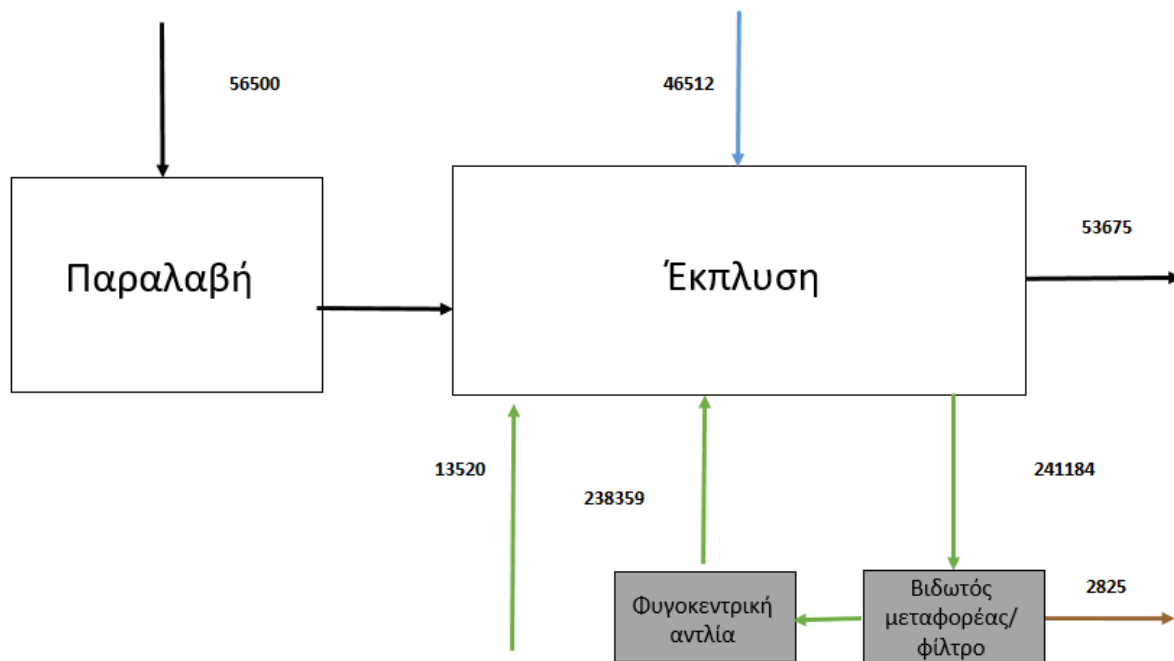 56500
46512
53675
Παραλαβή
Έκπλυση
13520
238359
241184
Φυγοκεντρική
αντλία
Βιδωτός
μεταφορέας/
φίλτρο
2825